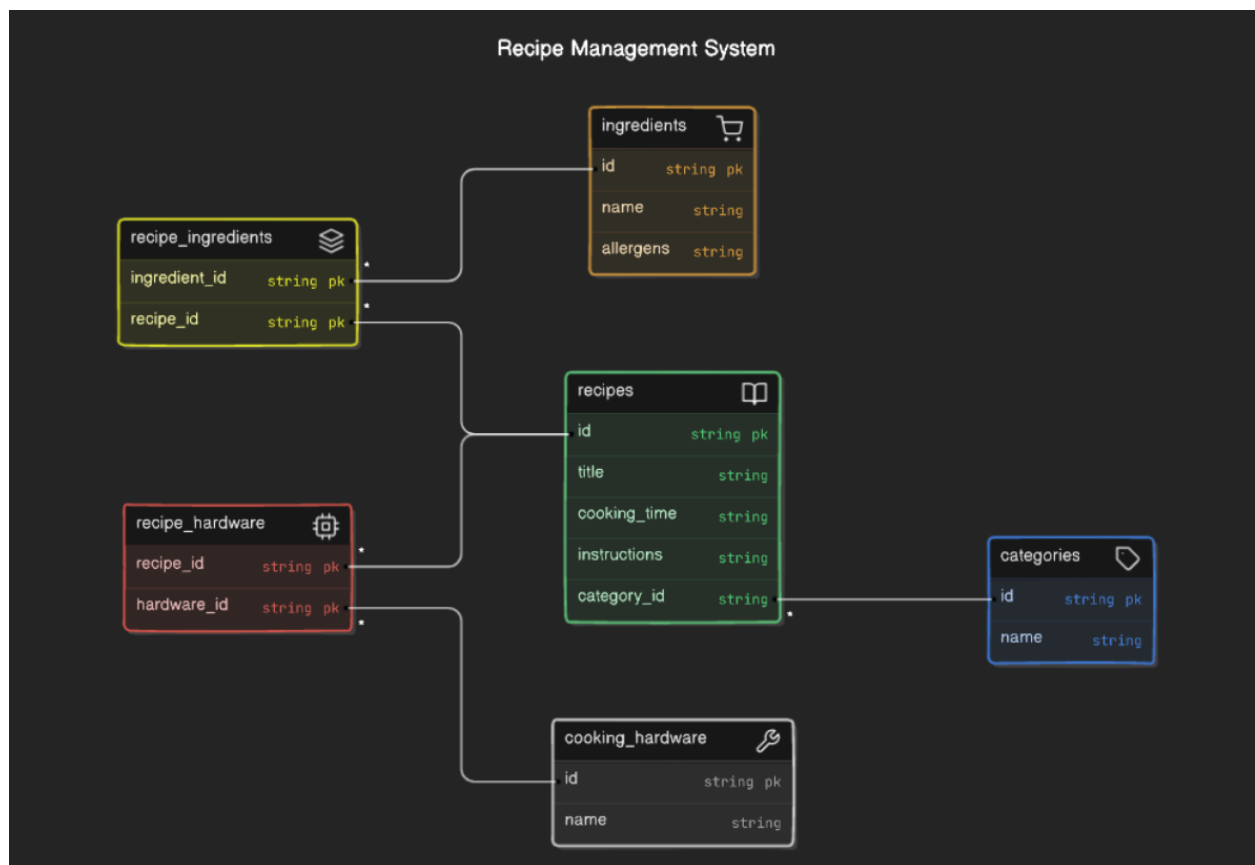 Recipe Management System
ingredients
id string pk
name string
allergens string
recipe_ingredients
ingredient_id string pk *
recipe_id string pk *
recipes
id string pk
title string
cooking_time string
instructions string
category_id string *
recipe_hardware
recipe_id string pk *
hardware_id string pk *
categories
id string pk
name string
cooking_hardware
id string pk
name string